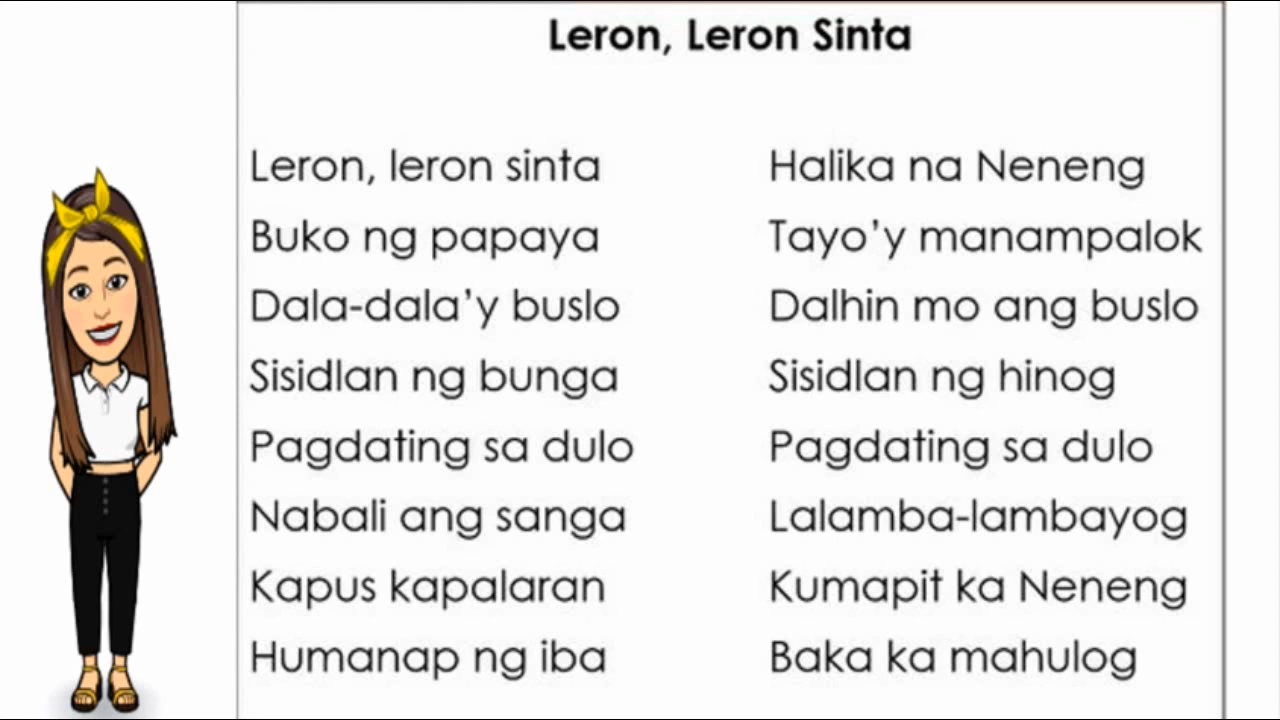 Leron, Leron Sinta
Leron, leron sinta
Buko ng papaya
Dala-dala’y buslo
Sisidlan ng bunga
Pagdating sa dulo
Nabali ang sanga
Kapus kapalaran
Humanap ng iba
Halika na Neneng
Tayo’y manampalok
Dalhin mo ang buslo
Sisidlan ng hinog
Pagdating sa dulo
Lalamba-lambayog
Kumapit ka Neneng
Baka ka mahulog